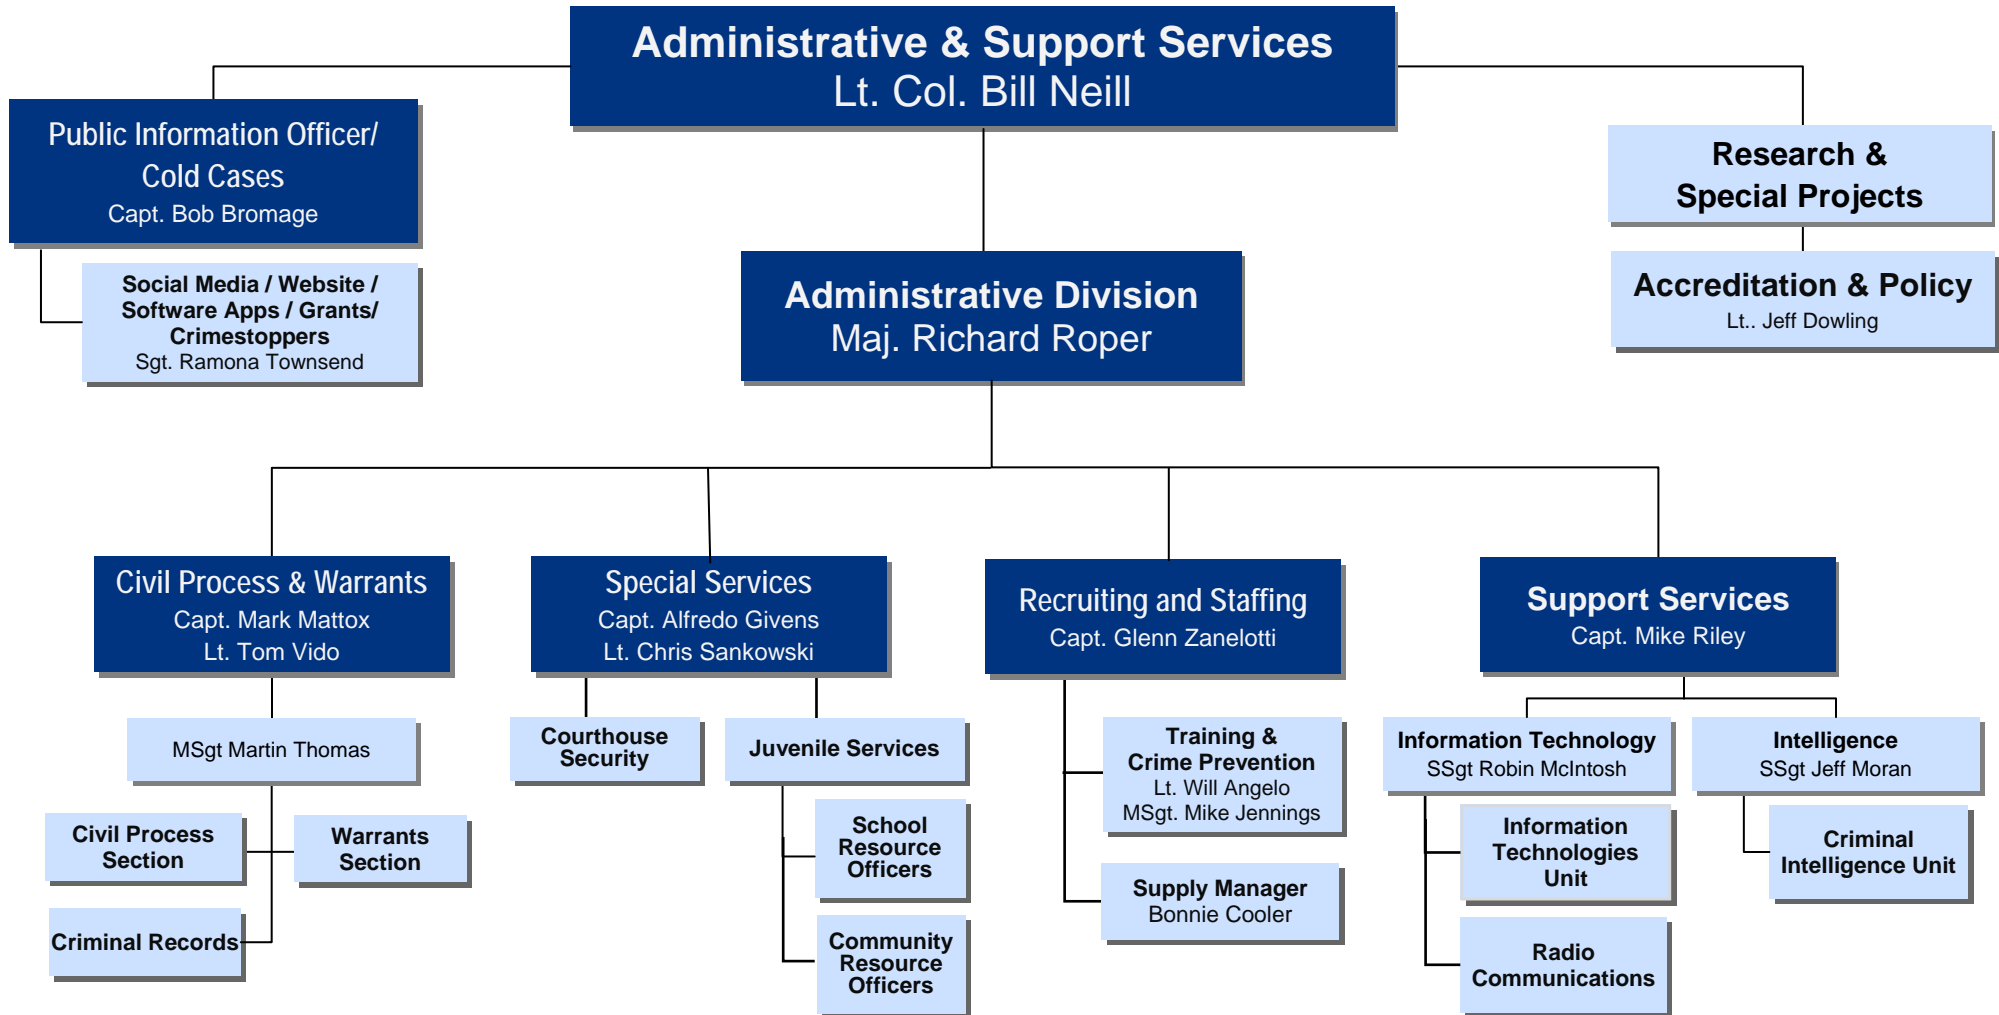 Administrative & Support Services
Lt. Col. Bill Neill
Public Information Officer/
Cold Cases
Capt. Bob Bromage
Social Media / Website /
Software Apps / Grants/
Crimestoppers
Sgt. Ramona Townsend
Research &
Special Projects
Accreditation & Policy
Lt.. Jeff Dowling
Administrative Division
Maj. Richard Roper
Civil Process & Warrants
Capt. Mark Mattox
Lt. Tom Vido
MSgt Martin Thomas
Civil Process
Section
Warrants
Section
Criminal Records
Special Services
Capt. Alfredo Givens
Lt. Chris Sankowski
Courthouse
Security
Juvenile Services
School
Resource
Officers
Community
Resource
Officers
Recruiting and Staffing
Capt. Glenn Zanelotti
Training &
Crime Prevention
Lt. Will Angelo
MSgt. Mike Jennings
Supply Manager
Bonnie Cooler
Support Services
Capt. Mike Riley
Information Technology
SSgt Robin McIntosh
Information
Technologies
Unit
Radio
Communications
Intelligence
SSgt Jeff Moran
Criminal
Intelligence Unit